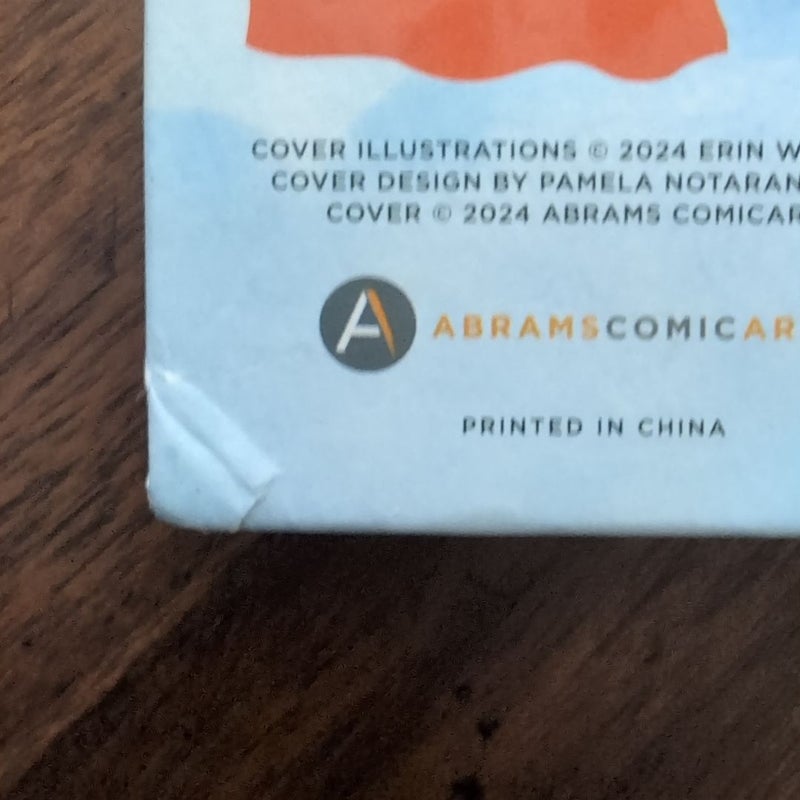 COVER ILLUSTRATIONS © 2024 ERIN W
COVER DESIGN BY PAMELA NOTARAN
COVER © 2024 ABRAMS COMICAR
A ABRAMSCOMICAR
PRINTED IN CHINA